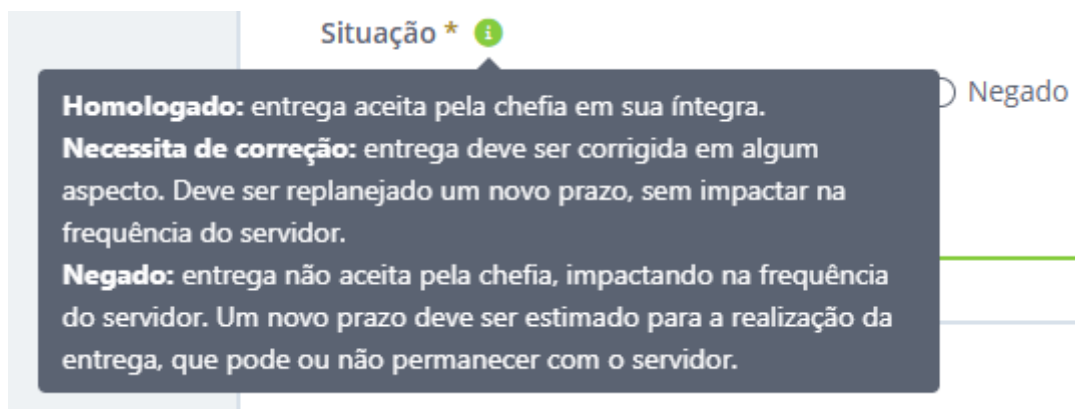 Situação *
Negado
Homologado: entrega aceita pela chefia em sua íntegra.
Necessita de correção: entrega deve ser corrigida em algum
aspecto. Deve ser replanejado um novo prazo, sem impactar na
frequência do servidor.
Negado: entrega não aceita pela chefia, impactando na frequência
do servidor. Um novo prazo deve ser estimado para a realização da
entrega, que pode ou não permanecer com o servidor.